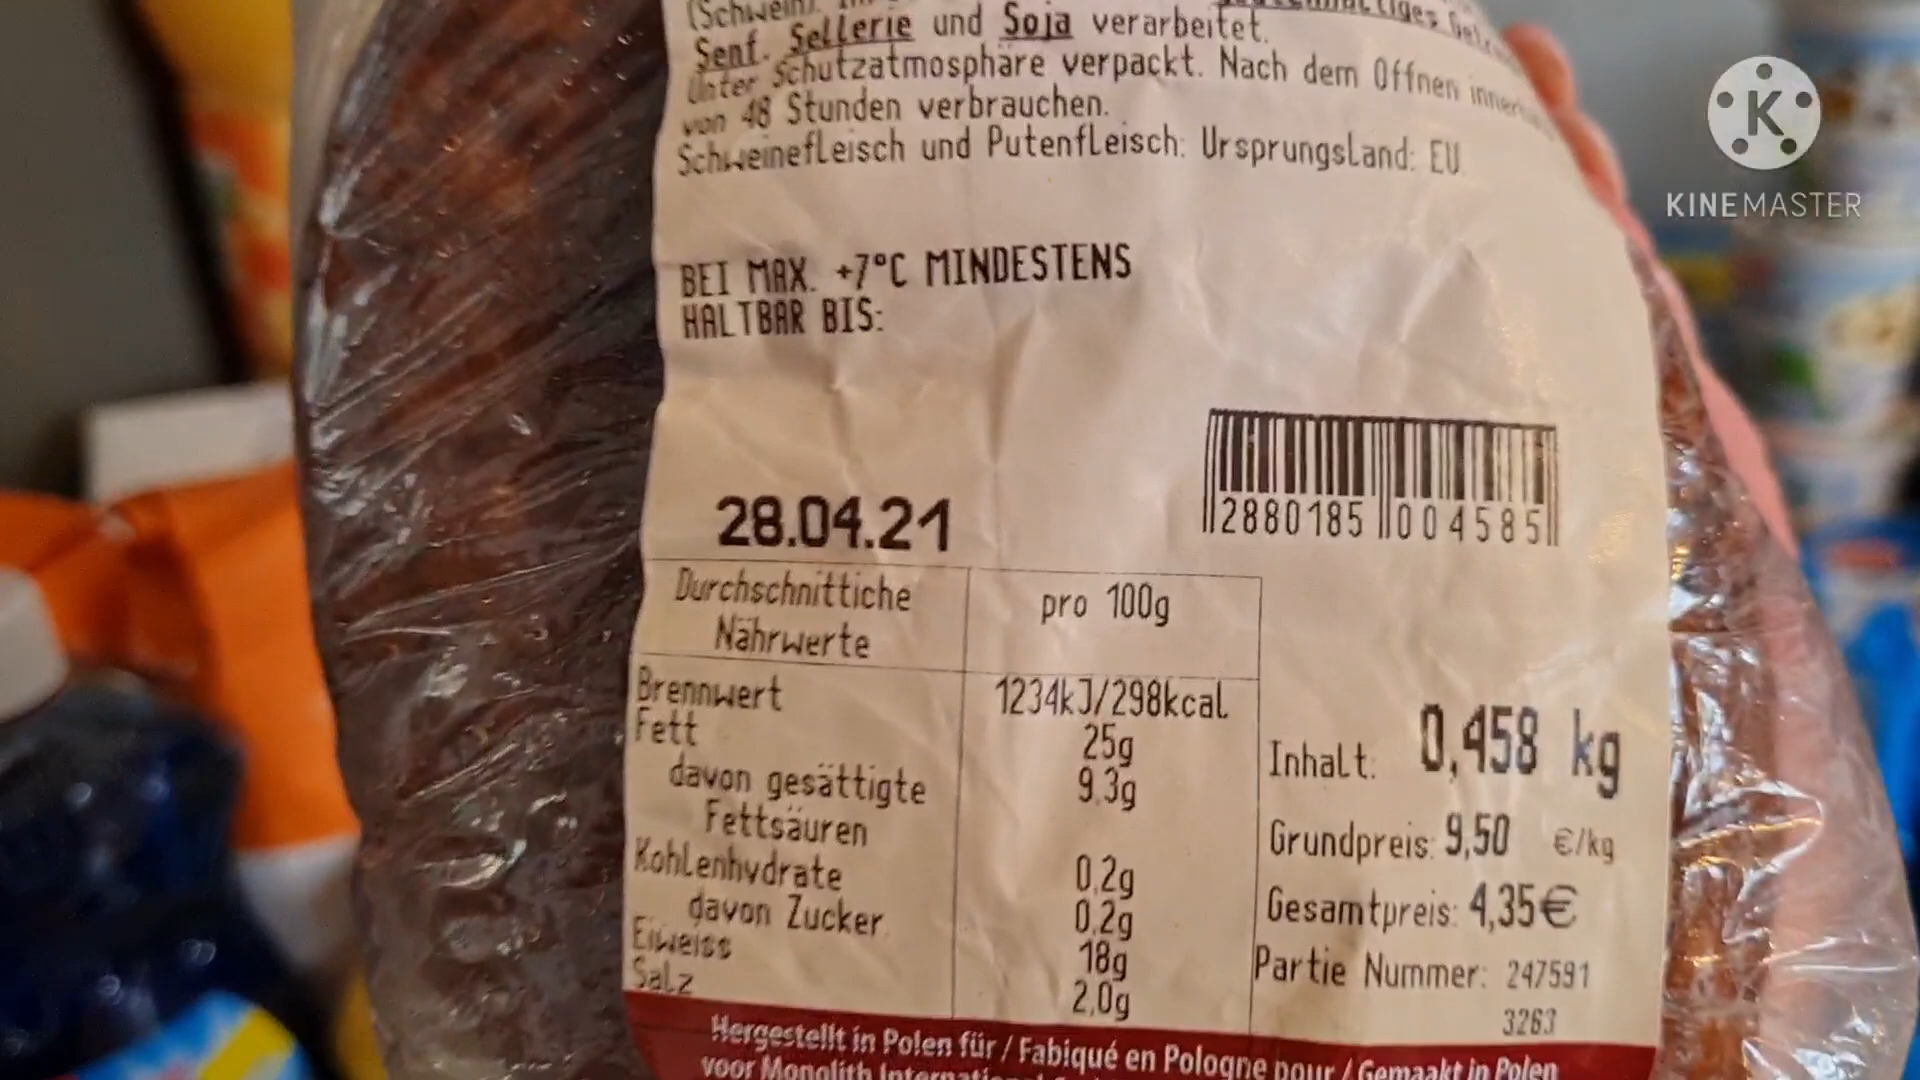 (Schwein).
Senf, Sellerie und Soja verarbeitet.
Unter Schutzatmosphäre verpackt. Nach dem Öffnen
von 48 Stunden verbrauchen.
Schweinefleisch und Putenfleisch: Ursprungsland: EU
KINEMASTER
BEI MAX. +7°C MINDESTENS
HALTBAR BIS:
28.04.21
2880185 004585
Durchschnittiche pro 100g
Nährwerte
Brennwert 1234kJ/298kcal
Fett 25g
davon gesättigte 9.3g
Fettsäuren
Kohlenhydrate 0.2g
davon Zucker 0.2g
Eiweiss 18g
Salz 2,0g
Inhalt: 0,458 kg
Grundpreis: 9,50 €/kg
Gesamtpreis: 4,35€
Partie Nummer: 247591
3263
Hergestellt in Polen für / Fabiqué en Pologne pour / Gemaakt in Polen
voor Monolith